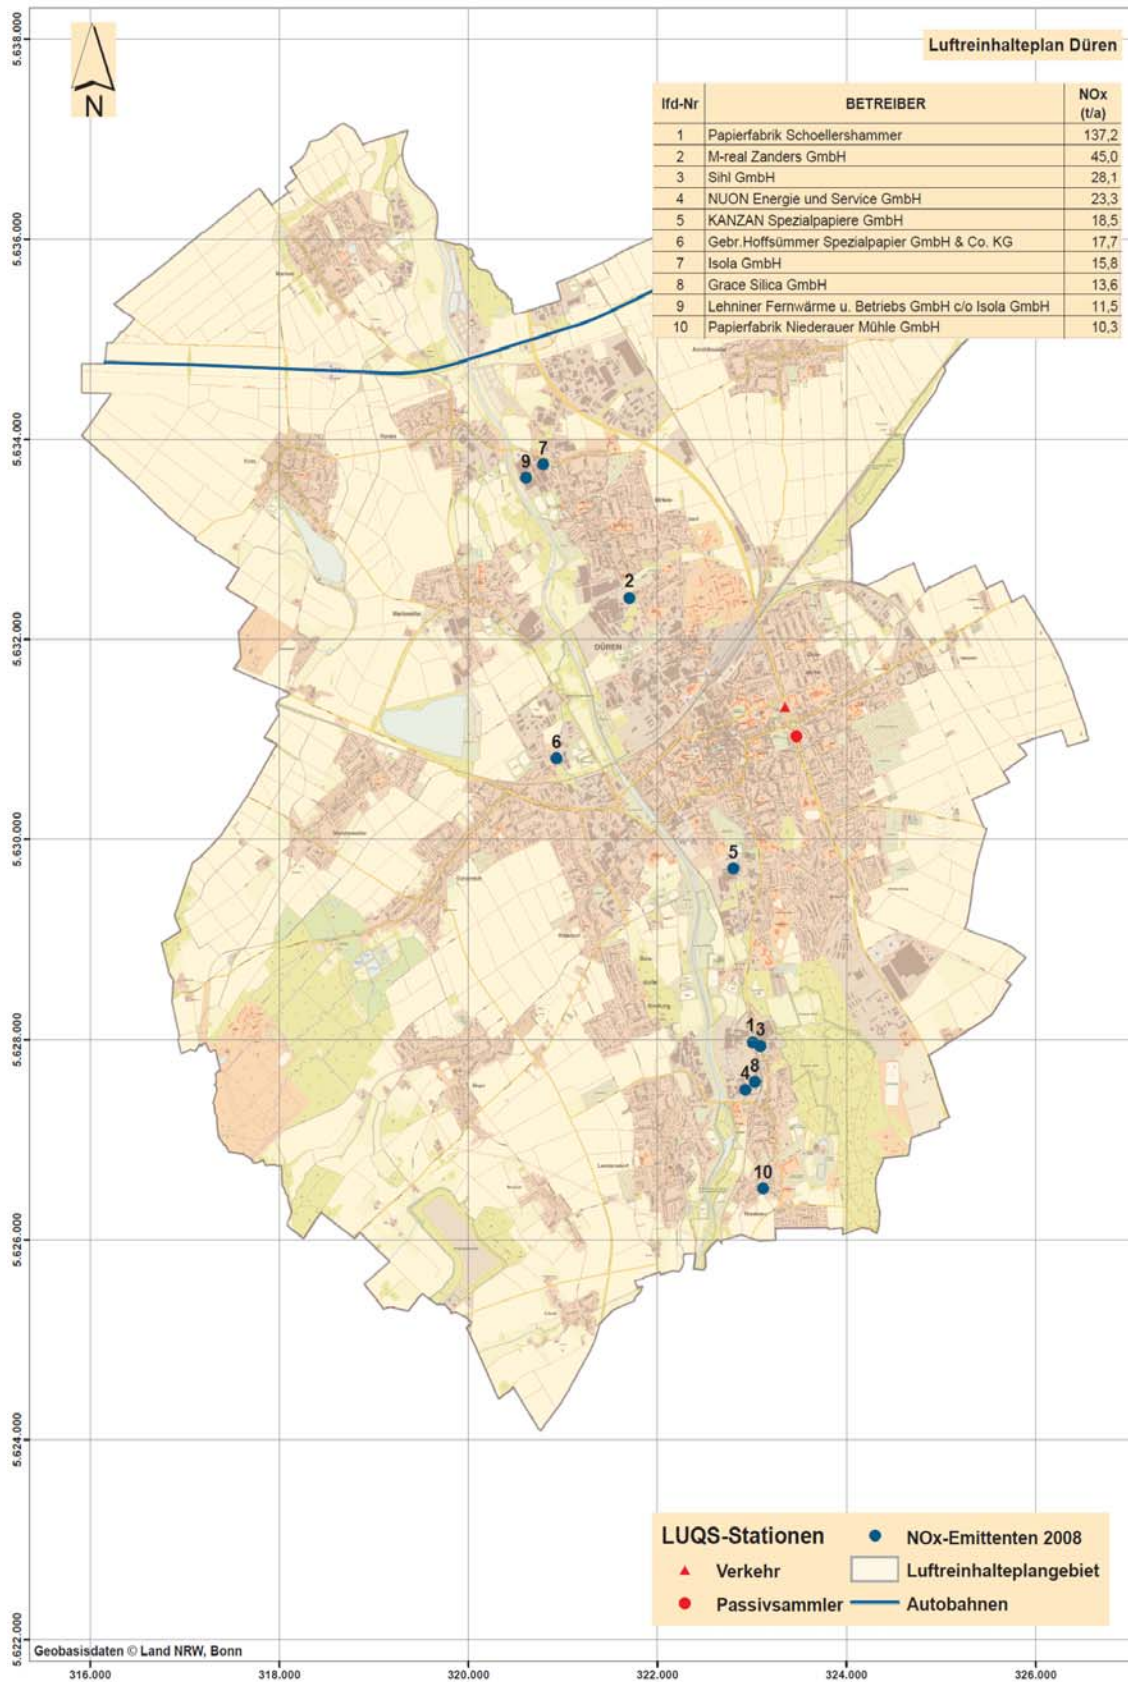 Luftreinhalteplan Düren
N
lfd-Nr BETREIBER NOx (t/a)
1 Papierfabrik Schoellershammer 137,2
2 M-real Zanders GmbH 45,0
3 Sihl GmbH 28,1
4 NUON Energie und Service GmbH 23,3
5 KANZAN Spezialpapiere GmbH 18,5
6 Gebr.Hoffsümmer Spezialpapier GmbH & Co. KG 17,7
7 Isola GmbH 15,8
8 Grace Silica GmbH 13,6
9 Lehniner Fernwärme u. Betriebs GmbH c/o Isola GmbH 11,5
10 Papierfabrik Niederauer Mühle GmbH 10,3
5.638.000
5.636.000
5.634.000
5.632.000
5.630.000
5.628.000
5.626.000
5.624.000
5.622.000
7
9
2
DÜREN
6
5
1 3
4 8
10
LUQS-Stationen
Verkehr
Passivsammler
NOx-Emittenten 2008
Luftreinhalteplangebiet
Autobahnen
Geobasisdaten © Land NRW, Bonn
316.000 318.000 320.000 322.000 324.000 326.000